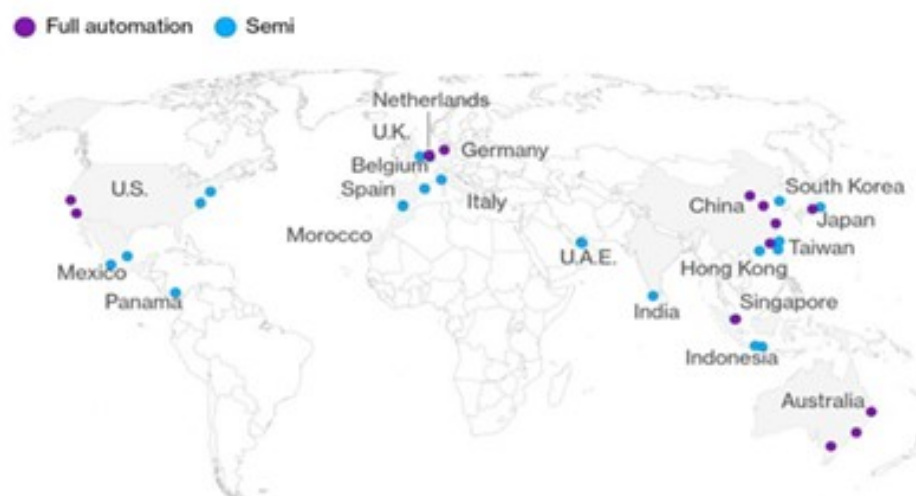 Full automation Semi
Netherlands
U.K.
Belgium Germany
U.S. Spain South Korea
Italy China Japan
Morocco Taiwan
U.A.E. Hong Kong
Mexico
Panama India Singapore
Indonesia
Australia